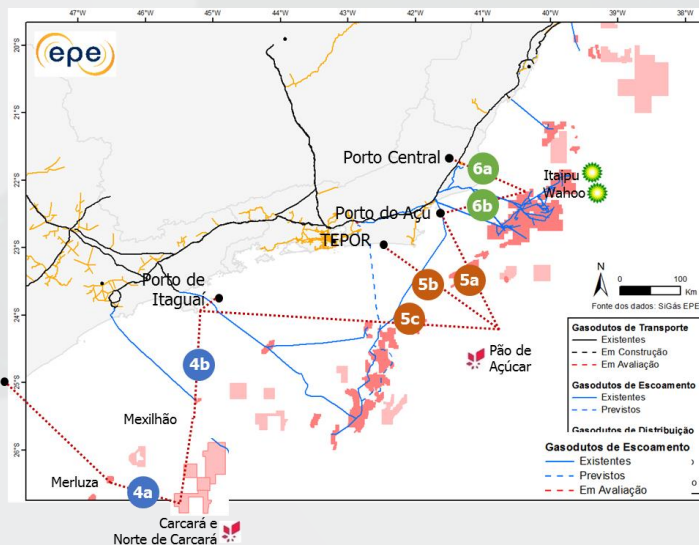 47°W
46°W
45°W
44°W
43°W
42°W
41°W
40°W
39°W
38°W
epe
20°S
21°S
22°S
23°S
24°S
25°S
26°S
Porto Central
6a
Itaipu
Wahoo
6b
Porto do Açu
TEPOR
5b
5a
5c
Porto de
Itaguaí
4b
Pão de
Açúcar
Mexilhão
Merluza
4a
Carcará e
Norte de Carcará
N
0
100
Km
Fonte dos dados: SiGás EPE
Gasodutos de Transporte
Existentes
Em Construção
Em Avaliação
Gasodutos de Escoamento
Existentes
Previstos
Gasodutos de Distribuição
Gasodutos de Escoamento
Existentes
Previstos
Em Avaliação